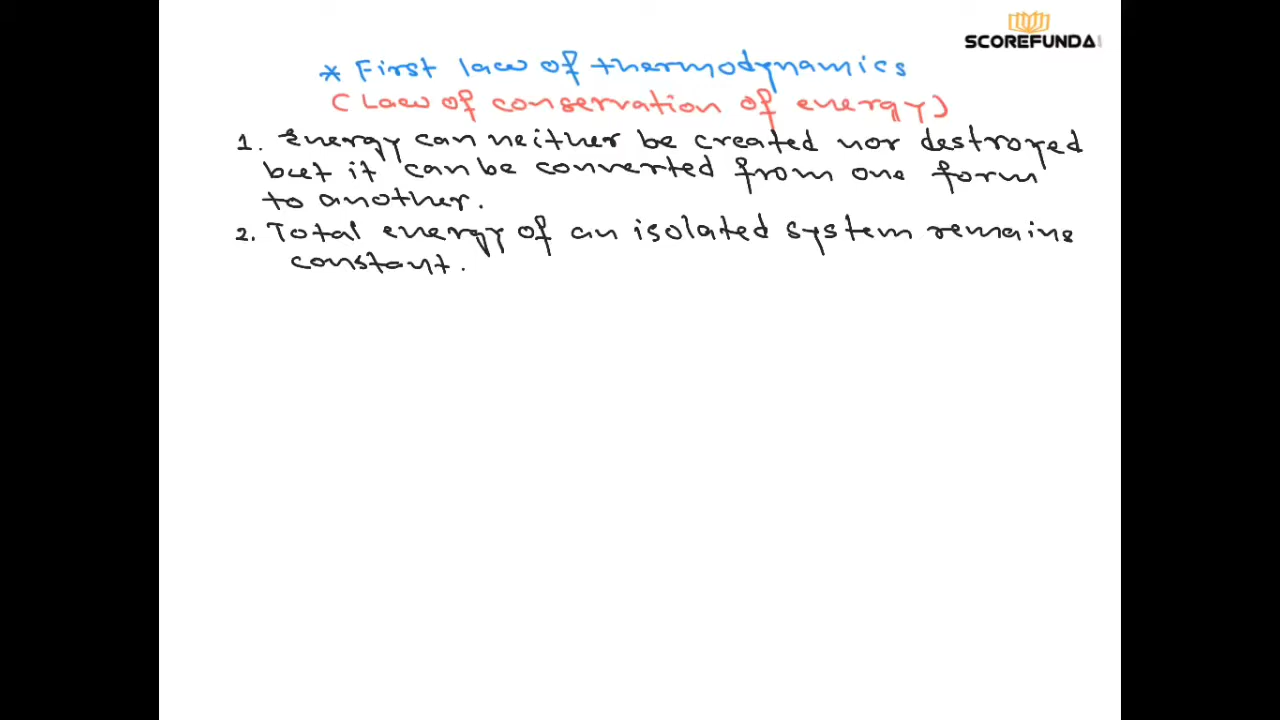 SCOREFUNDA
* First law of thermodynamics
(Law of conservation of energy)
1. Energy can neither be created nor destroyed
but it can be converted from one form
to another.
2. Total energy of an isolated system remains
constant.